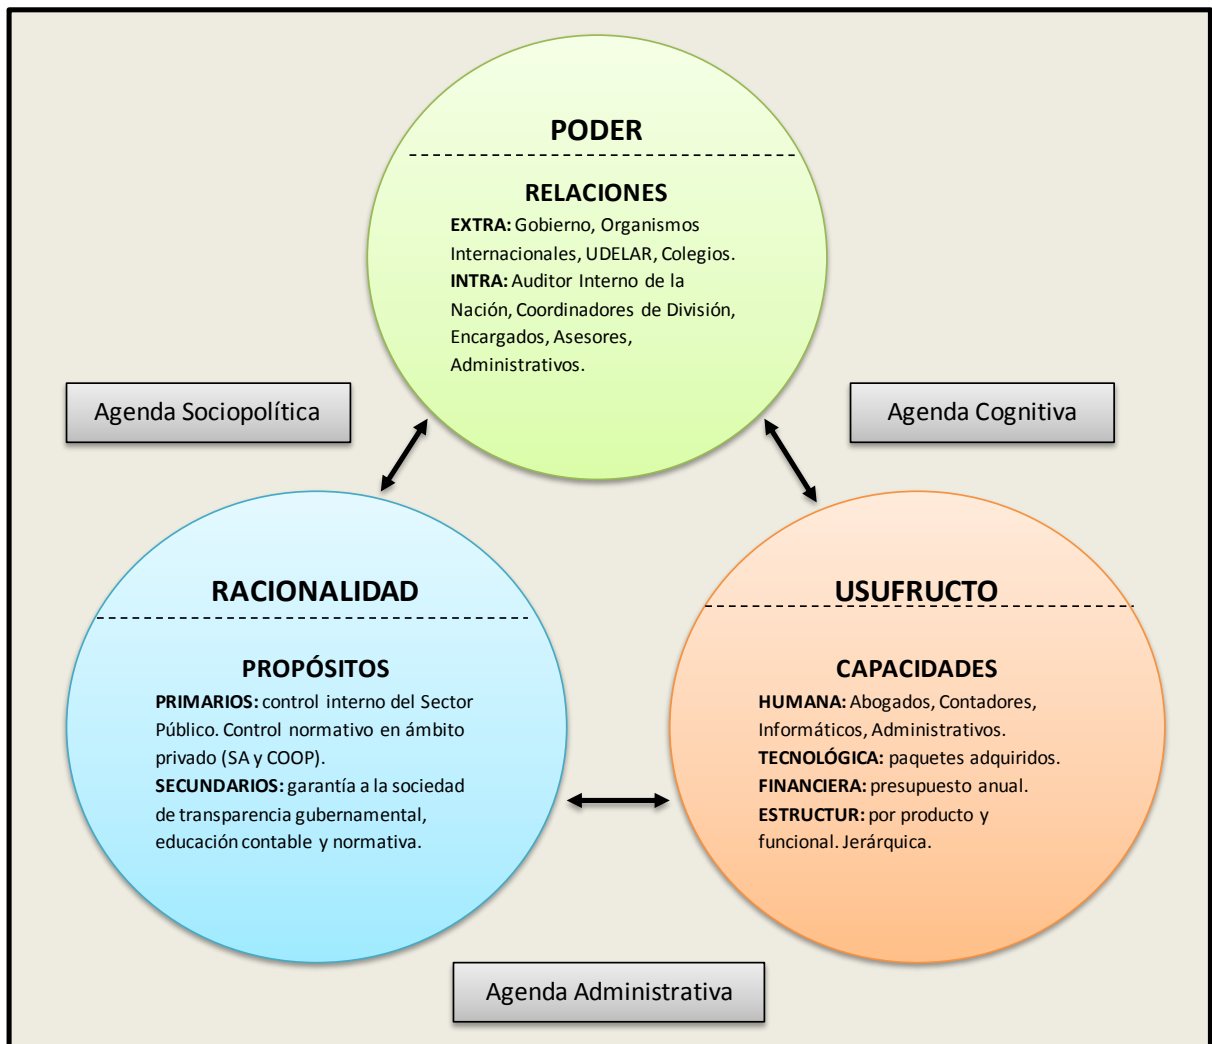 PODER
RELACIONES
EXTRA: Gobierno, Organismos
Internacionales, UDELAR, Colegios.
INTRA: Auditor Interno de la
Nación, Coordinadores de División,
Encargados, Asesores,
Administrativos.
Agenda Sociopolítica
Agenda Cognitiva
RACIONALIDAD
PROPÓSITOS
PRIMARIOS: control interno del Sector
Público. Control normativo en ámbito
privado (SA y COOP).
SECUNDARIOS: garantía a la sociedad
de transparencia gubernamental,
educación contable y normativa.
USUFRUCTO
CAPACIDADES
HUMANA: Abogados, Contadores,
Informáticos, Administrativos.
TECNOLÓGICA: paquetes adquiridos.
FINANCIERA: presupuesto anual.
ESTRUCTUR: por producto y
funcional. Jerárquica.
Agenda Administrativa